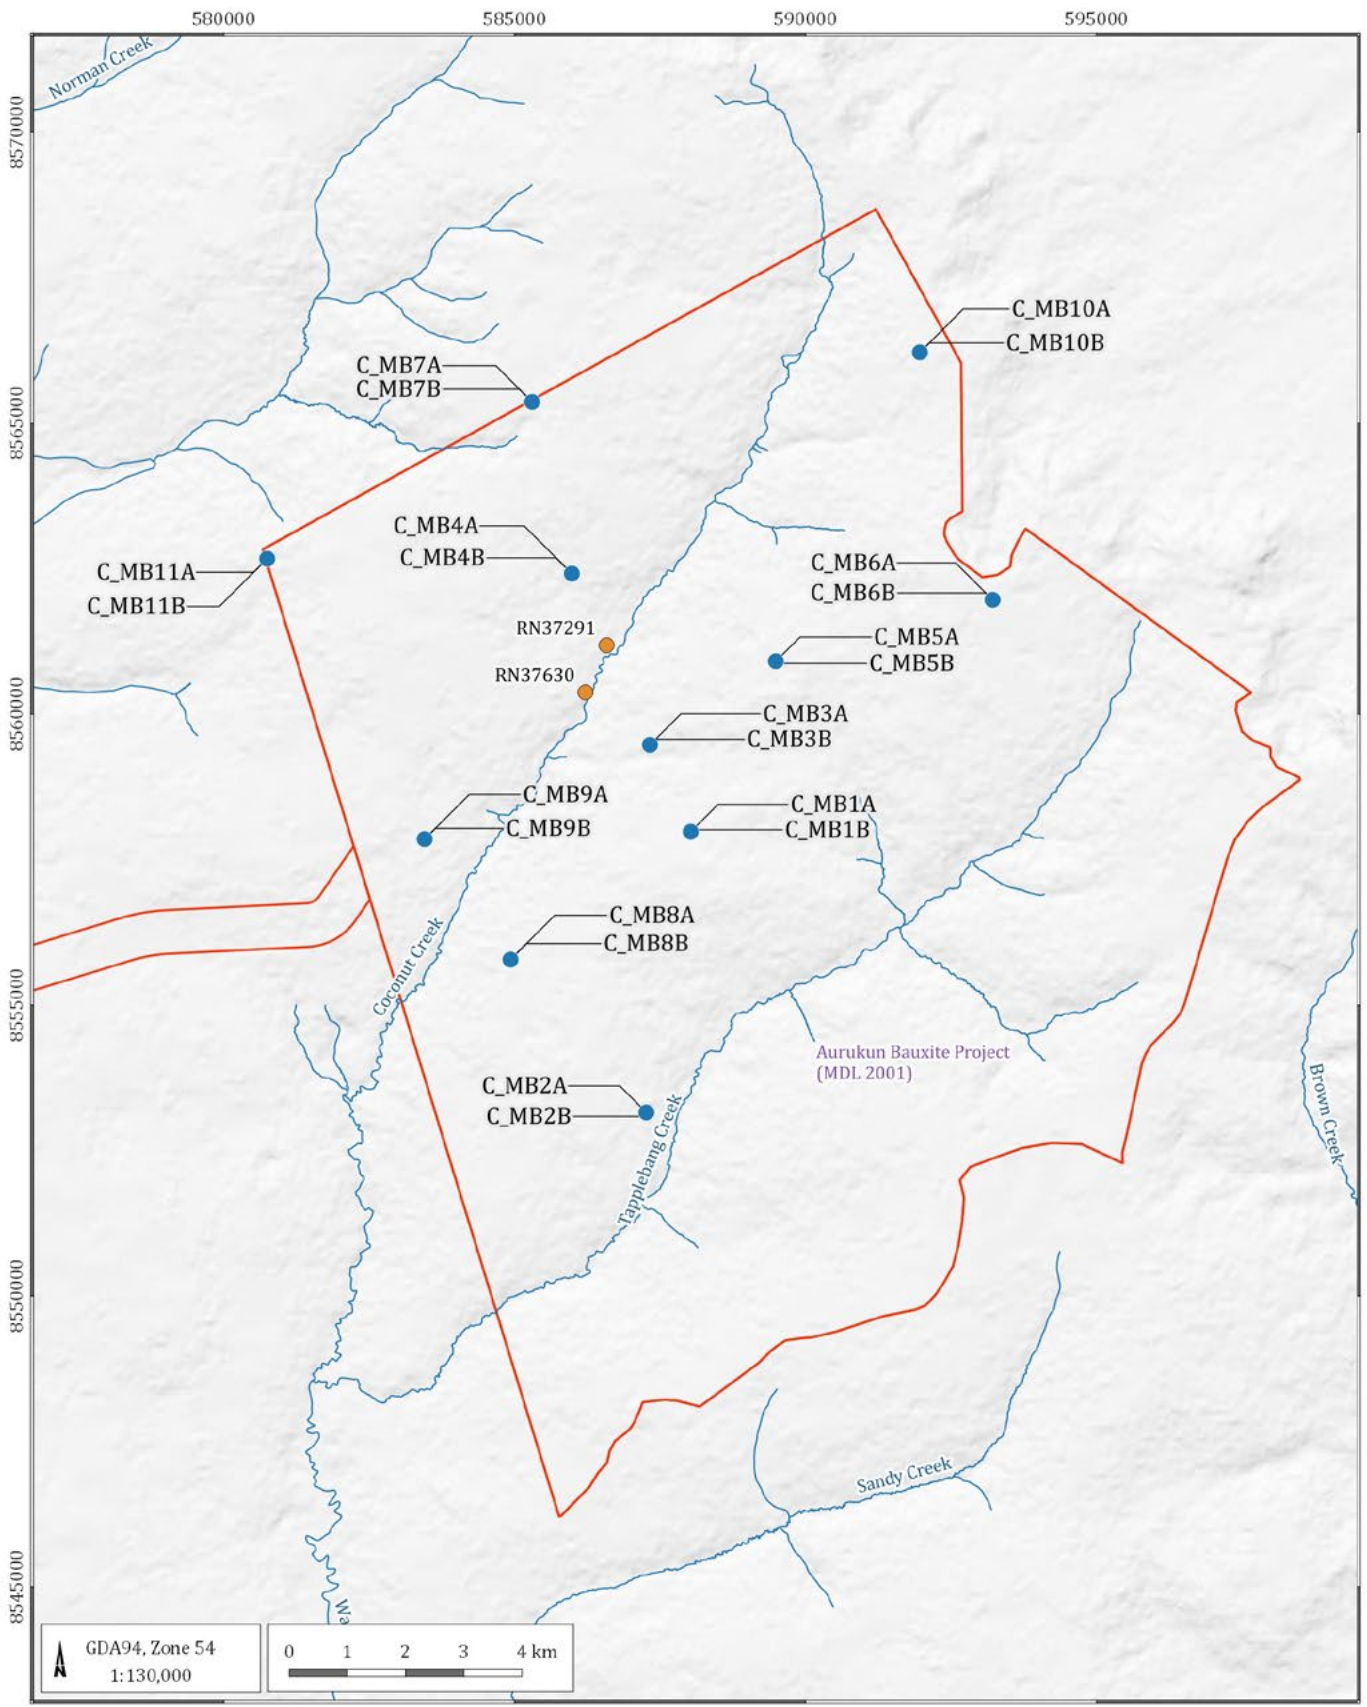 580000
585000
590000
595000
Norman Creek
8570000
C_MB10A
C_MB10B
C_MB7A
C_MB7B
8565000
C_MB4A
C_MB4B
C_MB6A
C_MB6B
C_MB11A
C_MB11B
RN37291
C_MB5A
C_MB5B
RN37630
8560000
C_MB3A
C_MB3B
C_MB9A
C_MB9B
C_MB1A
C_MB1B
C_MB8A
C_MB8B
Coconut Creek
8555000
Aurukun Bauxite Project
(MDL 2001)
C_MB2A
C_MB2B
Tapplebang Creek
Brown Creek
8550000
Sandy Creek
8545000
Wa
GDA94, Zone 54
1:130,000
0 1 2 3 4 km
N